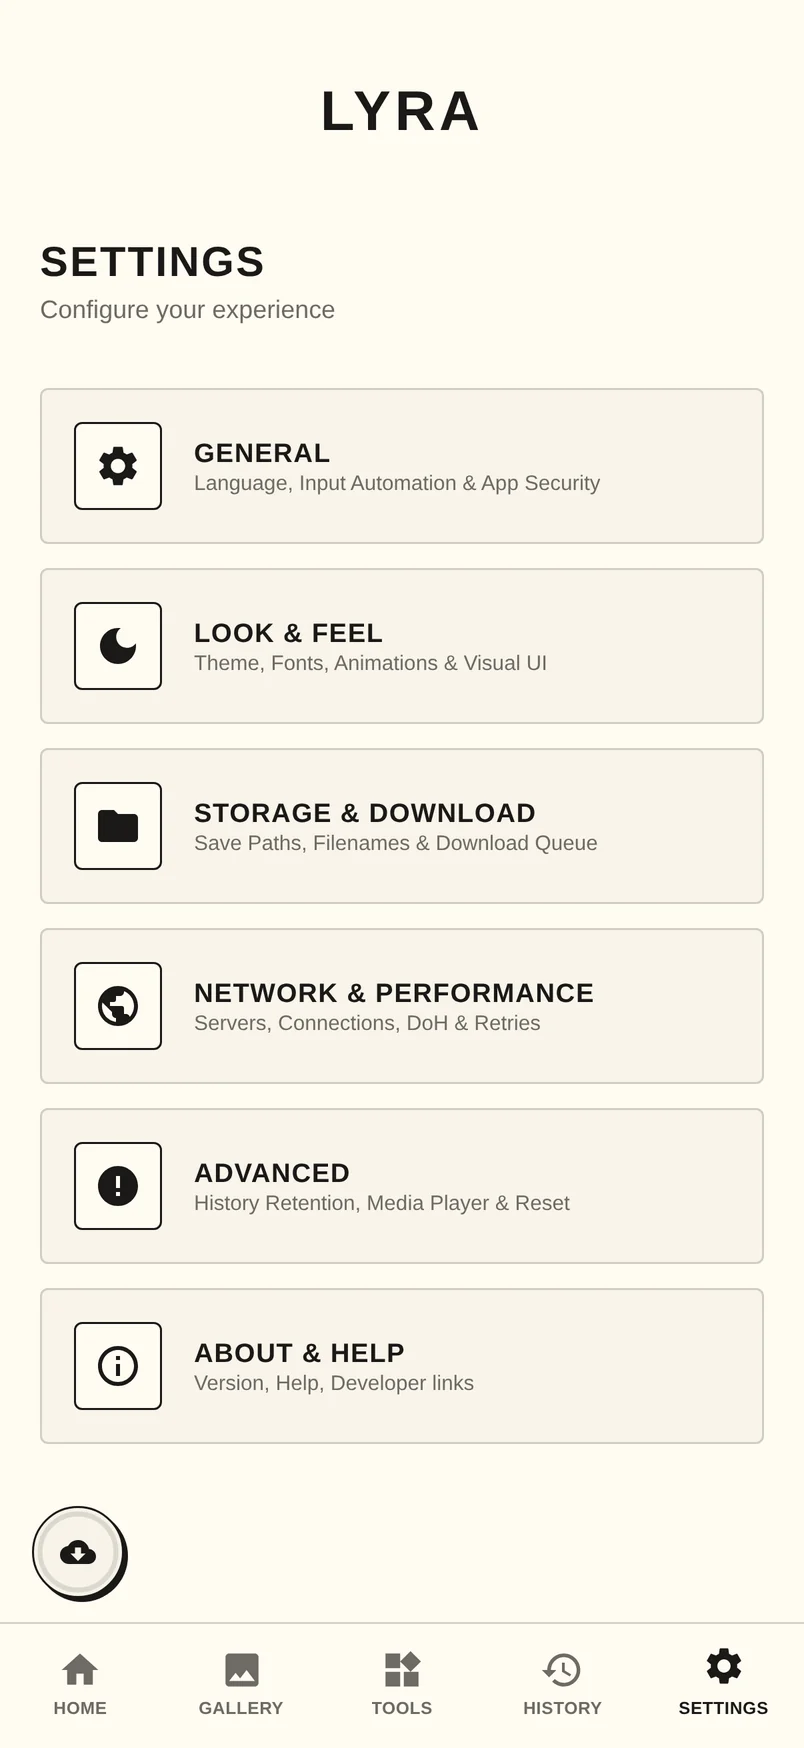 LYRA
SETTINGS
Configure your experience
GENERAL
Language, Input Automation & App Security
LOOK & FEEL
Theme, Fonts, Animations & Visual UI
STORAGE & DOWNLOAD
Save Paths, Filenames & Download Queue
NETWORK & PERFORMANCE
Servers, Connections, DoH & Retries
ADVANCED
History Retention, Media Player & Reset
ABOUT & HELP
Version, Help, Developer links
HOME GALLERY TOOLS HISTORY SETTINGS